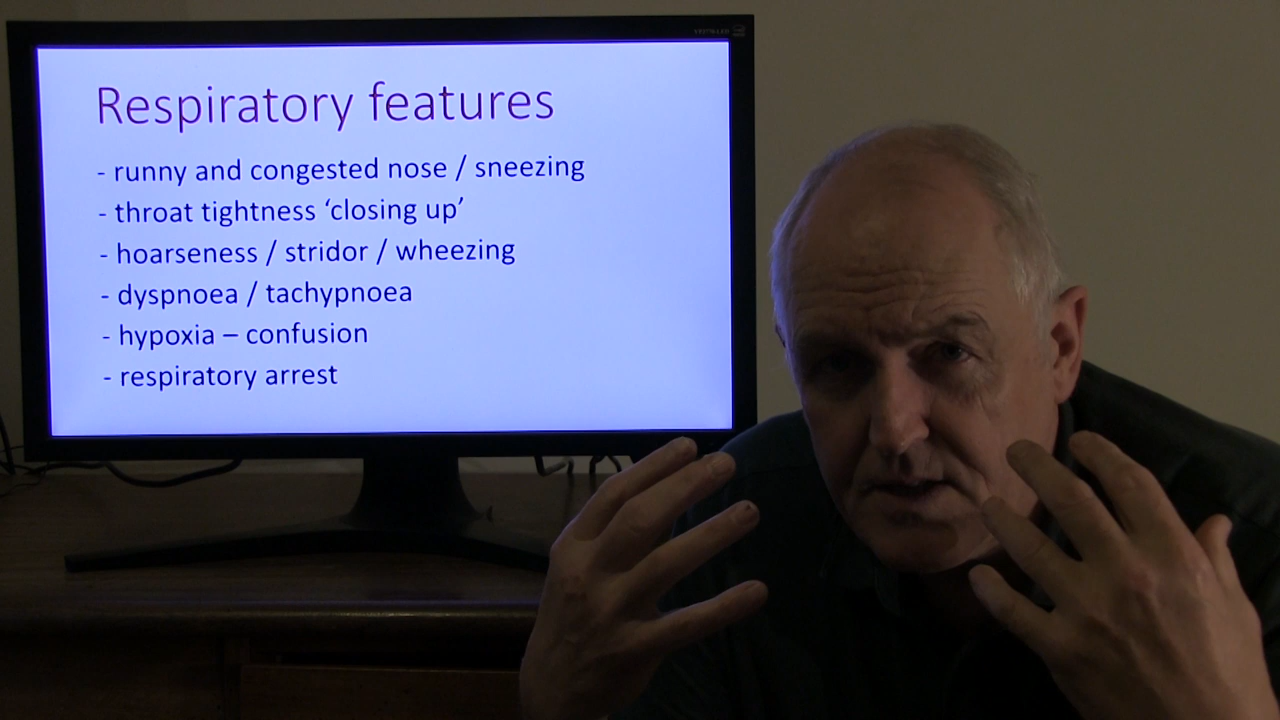 Respiratory features
- runny and congested nose / sneezing
- throat tightness ‘closing up’
- hoarseness / stridor / wheezing
- dyspnoea / tachypnoea
- hypoxia – confusion
- respiratory arrest